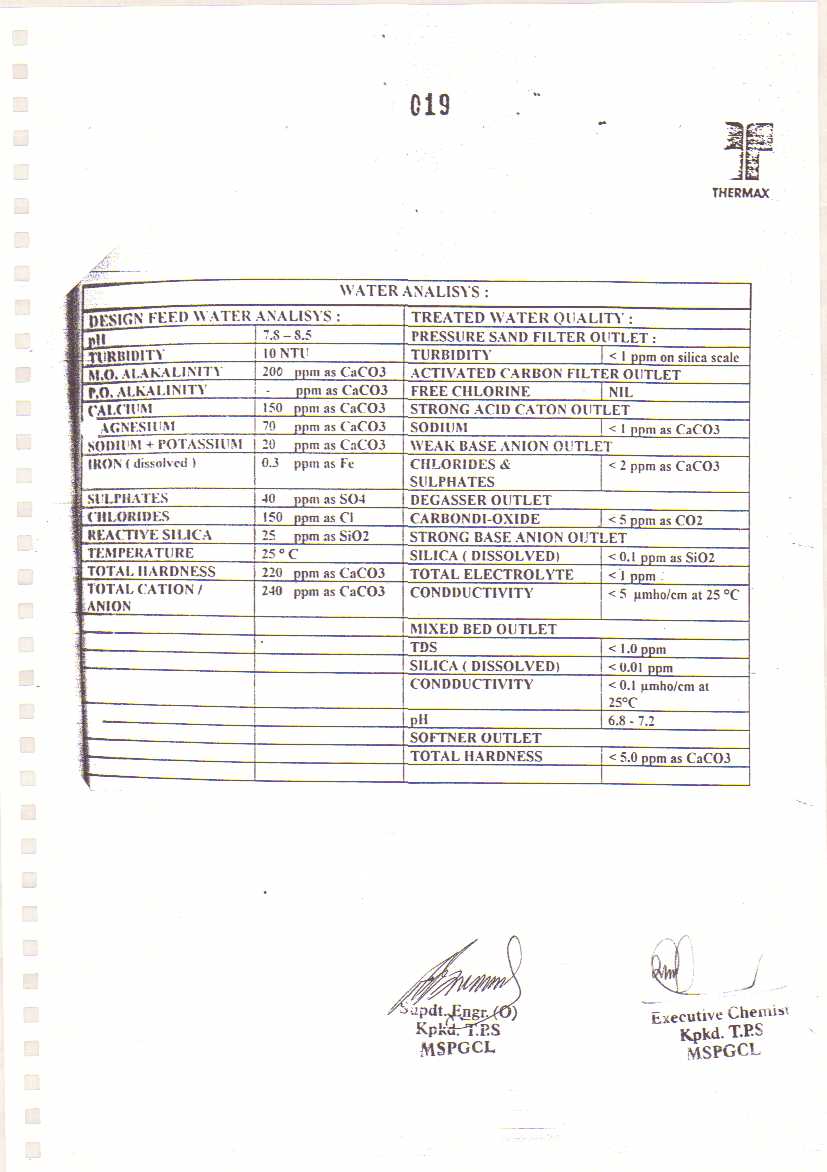 019
THERMAX
WATER ANALISYS :
DESIGN FEED WATER ANALISYS : TREATED WATER QUALITY :
pH 7.8 – 8.5 PRESSURE SAND FILTER OUTLET :
TURBIDITY 10 NTU TURBIDITY < 1 ppm on silica scale
M.O. ALAKALINITY 200 ppm as CaCO3 ACTIVATED CARBON FILTER OUTLET
P.O. ALKALINITY - ppm as CaCO3 FREE CHLORINE NIL
CALCIUM 150 ppm as CaCO3 STRONG ACID CATON OUTLET
AGNESIUM 70 ppm as CaCO3 SODIUM < 1 ppm as CaCO3
SODIUM + POTASSIUM 20 ppm as CaCO3 WEAK BASE ANION OUTLET
IRON ( dissolved ) 0.3 ppm as Fe CHLORIDES & < 2 ppm as CaCO3
SULPHATES
SULPHATES 40 ppm as SO4 DEGASSER OUTLET
CHLORIDES 150 ppm as Cl CARBONDI-OXIDE < 5 ppm as CO2
REACTIVE SILICA 25 ppm as SiO2 STRONG BASE ANION OUTLET
TEMPERATURE 25 ° C SILICA ( DISSOLVED) < 0.1 ppm as SiO2
TOTAL HARDNESS 220 ppm as CaCO3 TOTAL ELECTROLYTE < 1 ppm
TOTAL CATION / 240 ppm as CaCO3 CONDDUCTIVITY < 5 µmho/cm at 25 °C
ANION
MIXED BED OUTLET
TDS < 1.0 ppm
SILICA ( DISSOLVED) < 0.01 ppm
CONDDUCTIVITY < 0.1 µmho/cm at
25°C
pH 6.8 - 7.2
SOFTNER OUTLET
TOTAL HARDNESS < 5.0 ppm as CaCO3
Supdt. Engr. (O)
Kpkd. T.P.S
MSPGCL
Executive Chemist
Kpkd. T.P.S
MSPGCL